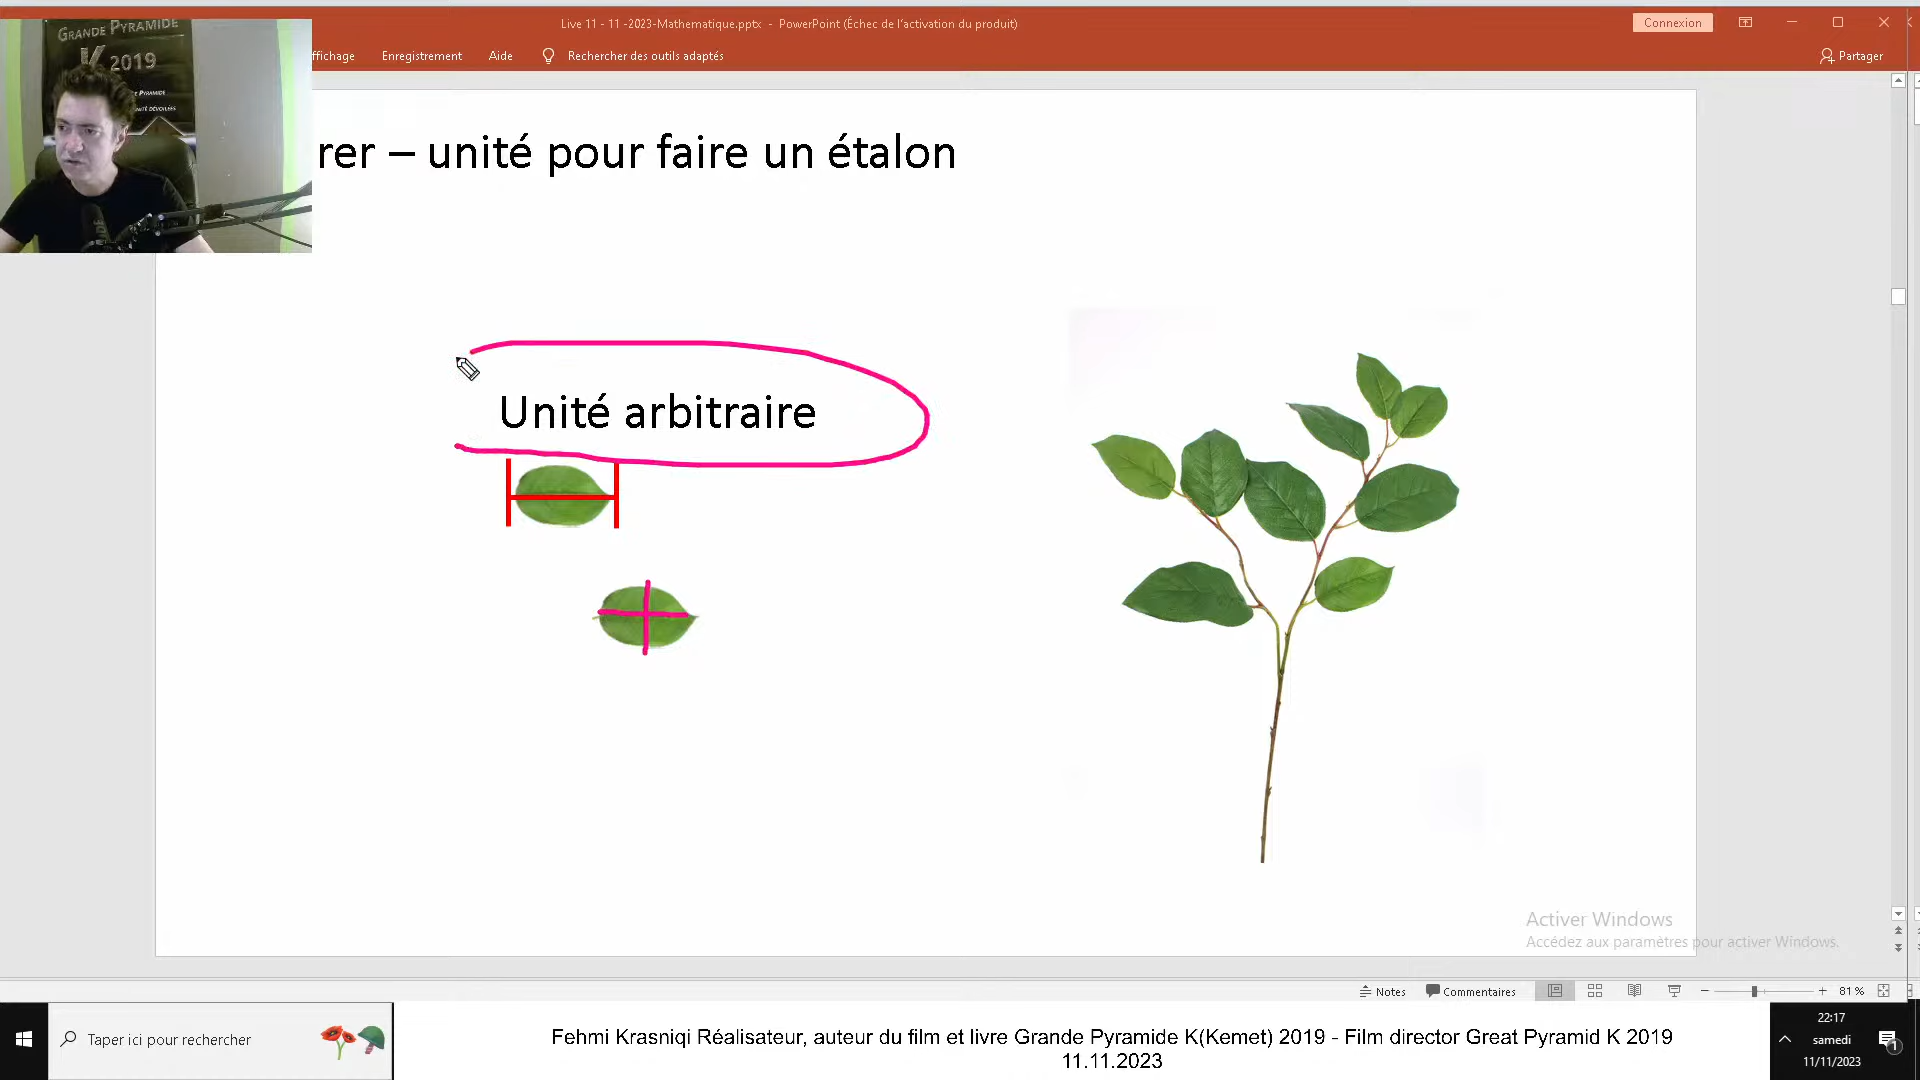 Live 11 - 11 -2023-Mathematique.pptx - PowerPoint (Échec de l'activation du produit)
Connexion
ffichage Enregistrement Aide Rechercher des outils adaptés
Partager
GRANDE PYRAMIDE
K 2019
PYRAMIDE
DÉVOILÉES
rer – unité pour faire un étalon
Unité arbitraire
Activer Windows
Accédez aux paramètres pour activer Windows.
Notes Commentaires 81 %
Taper ici pour rechercher
Fehmi Krasniqi Réalisateur, auteur du film et livre Grande Pyramide K(Kemet) 2019 - Film director Great Pyramid K 2019
11.11.2023
22:17
samedi
11/11/2023
1